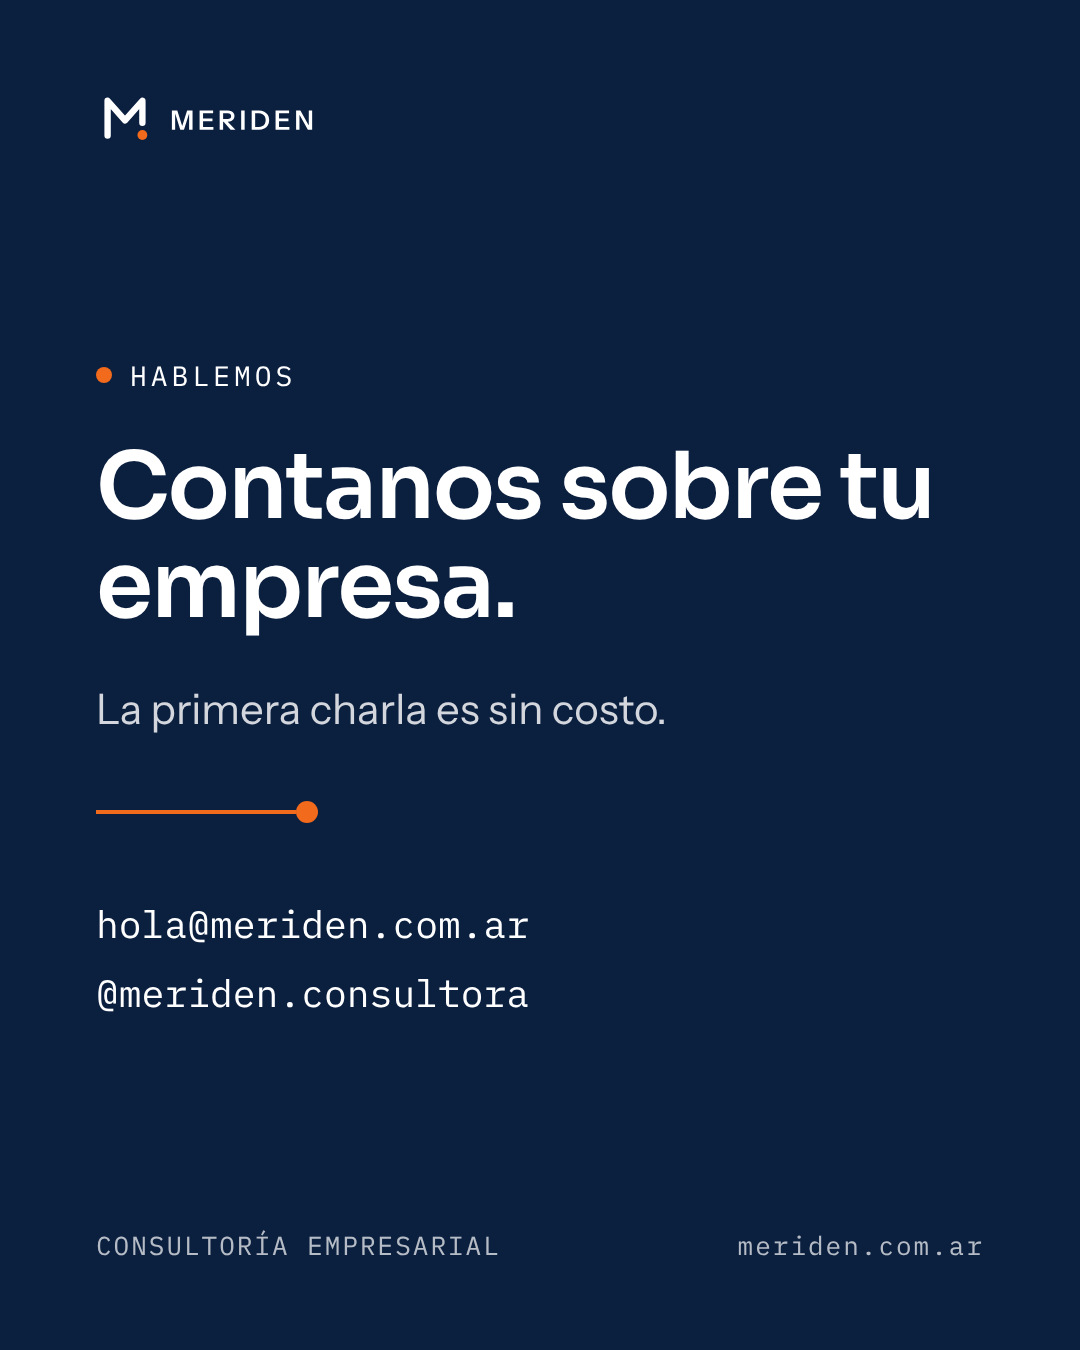 MERIDEN
HABLEMOS
Contanos sobre tu
empresa.
La primera charla es sin costo.
hola@meriden.com.ar
@meriden.consultora
CONSULTORÍA EMPRESARIAL
meriden.com.ar